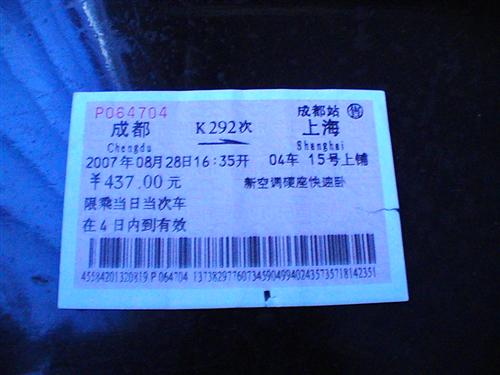 P064704
成都站 售
成都 K292次 上海
Chengdu Shanghai
2007年08月28日16:35开 04车 15号上铺
¥437.00元 新空调硬座快速卧
限乘当日当次车
在4日内到有效